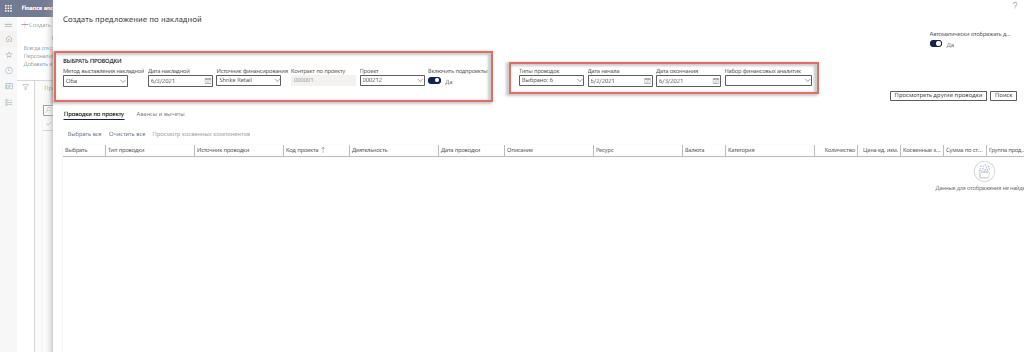 Finance and
?
Создать предложение по накладной
Создать
Автоматически отображать д...
Да
ВЫБРАТЬ ПРОВОДКИ
Метод выставления накладной
Дата накладной
Источник финансирования
Контракт по проекту
Проект
Включить подпроекты
Типы проводок
Дата начала
Дата окончания
Набор финансовых аналитик
Оба
6/3/2021
Shrike Retail
000001
000212
Да
Выбрано: 6
6/2/2021
6/3/2021
Просмотреть другие проводки
Поиск
Проводки по проекту
Авансы и вычеты
Выбрать все
Очистить все
Просмотр косвенных компонентов
Выбрать
Тип проводки
Источник проводки
Код проекта ↑
Деятельность
Дата проводки
Описание
Ресурс
Валюта
Категория
Количество
Цена ед. изм.
Косвенные з...
Сумма по ст...
Группа прод...
Данные для отображения не найде